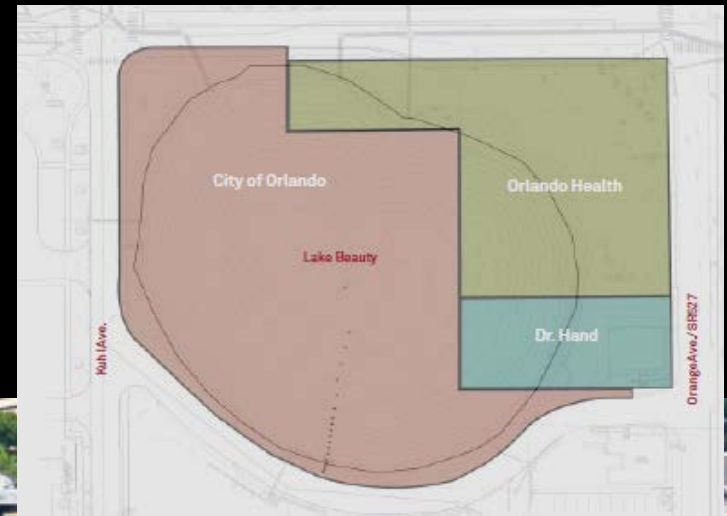 City of Orlando
Orlando Health
Lake Beauty
Dr. Hand
Kuhl Ave.
Orange Ave./SR527